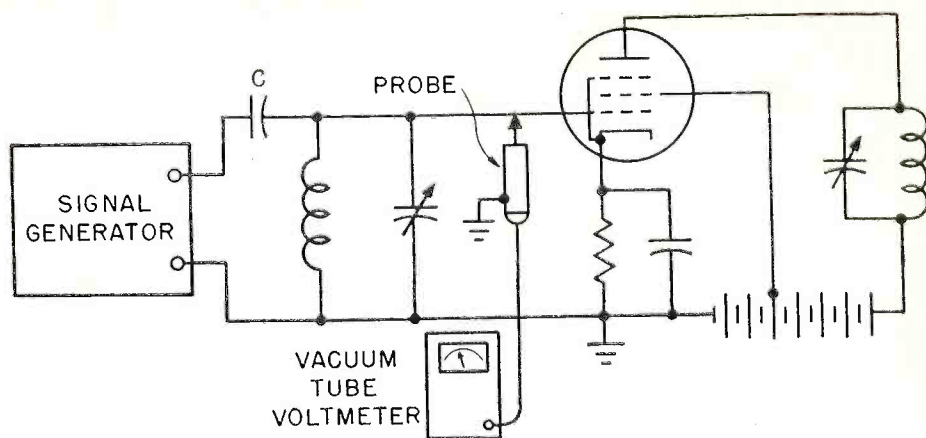 C
PROBE
SIGNAL
GENERATOR
VACUUM
TUBE
VOLTMETER